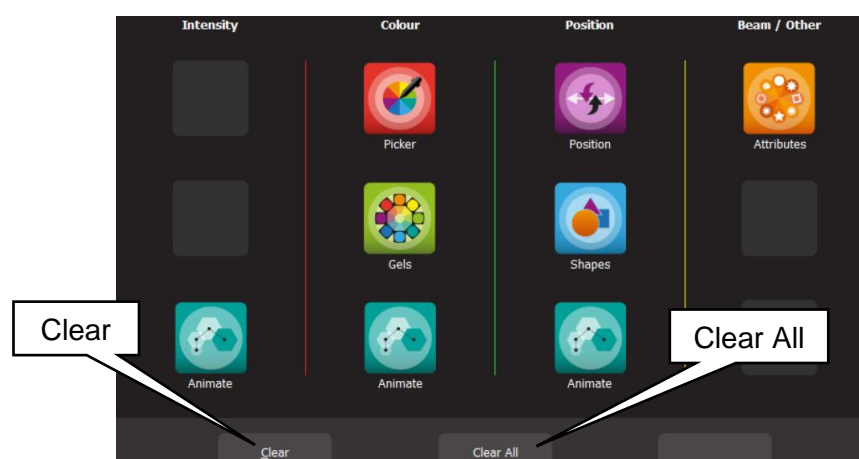 Intensity Colour Position Beam / Other
Picker Position Attributes
Gels Shapes
Clear
Clear All
Animate Animate Animate
Clear Clear All